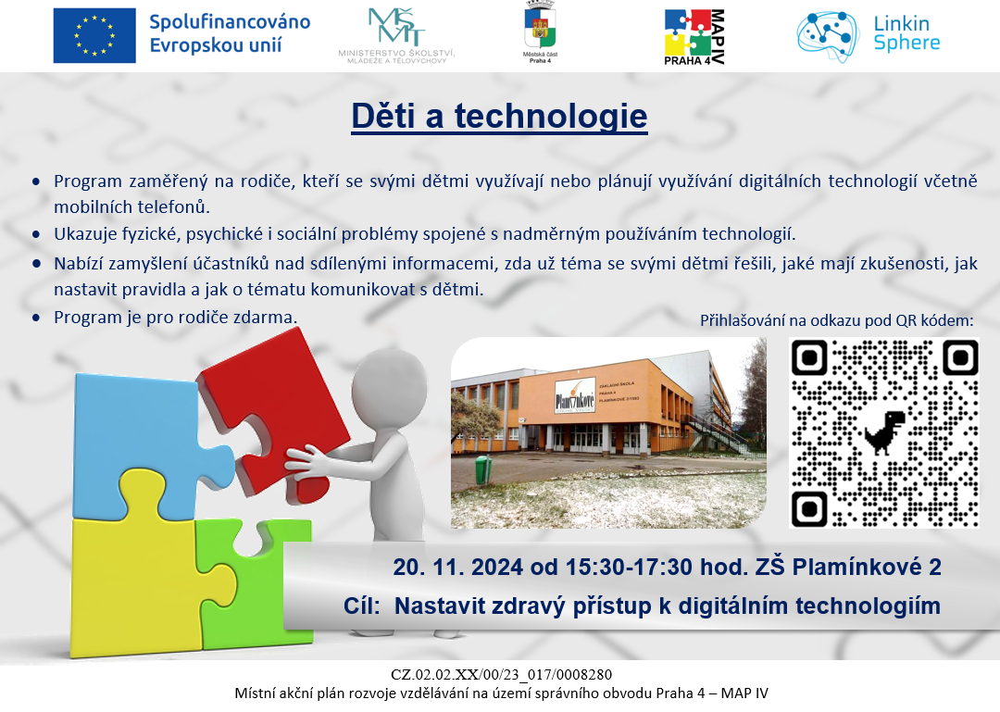 Spolufinancováno
Evropskou unií
MŠMT
MINISTERSTVO ŠKOLSTVÍ,
MLÁDEŽE A TĚLOVÝCHOVY
Městská část
Praha 4
MAP IV
PRAHA 4
Linkin
Sphere
Děti a technologie
• Program zaměřený na rodiče, kteří se svými dětmi využívají nebo plánují využívání digitálních technologií včetně
mobilních telefonů.
• Ukazuje fyzické, psychické i sociální problémy spojené s nadměrným používáním technologií.
• Nabízí zamyšlení účastníků nad sdílenými informacemi, zda už téma se svými dětmi řešili, jaké mají zkušenosti, jak
nastavit pravidla a jak o tématu komunikovat s dětmi.
• Program je pro rodiče zdarma.
Přihlašování na odkazu pod QR kódem:
Plamínkové
ZÁKLADNÍ ŠKOLA
PRAHA 4
PLAMÍNKOVÉ 2/1593
20. 11. 2024 od 15:30-17:30 hod. ZŠ Plamínkové 2
Cíl: Nastavit zdravý přístup k digitálním technologiím
CZ.02.02.XX/00/23_017/0008280
Místní akční plán rozvoje vzdělávání na území správního obvodu Praha 4 – MAP IV